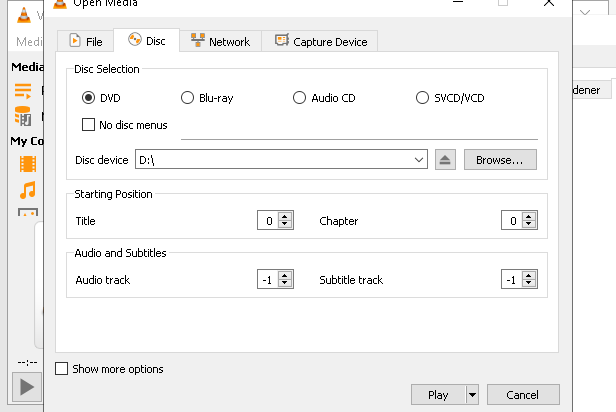 Open Media
Medi
File
Disc
Network
Capture Device
Media
dener
My Co
Disc Selection
DVD
Blu-ray
Audio CD
SVCD/VCD
No disc menus
Disc device
D:\
Browse...
Starting Position
Title
0
Chapter
0
Audio and Subtitles
Audio track
-1
Subtitle track
-1
--:--
Show more options
Play
Cancel